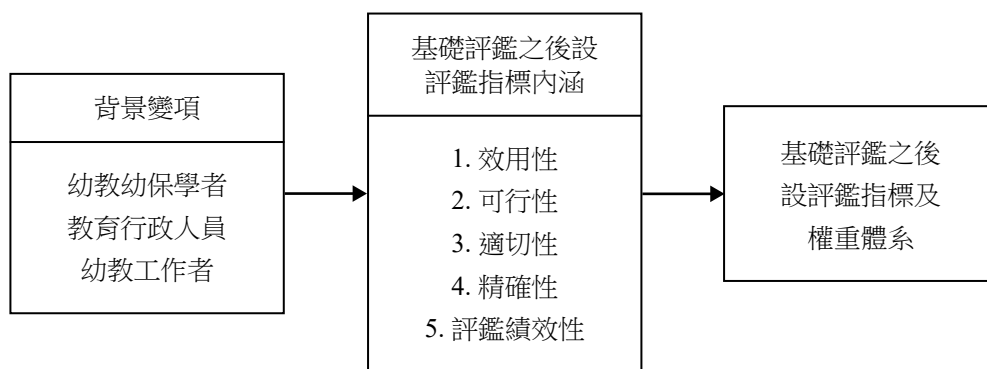 背景變項
幼教幼保學者
教育行政人員
幼教工作者
基礎評鑑之後設
評鑑指標內涵
1. 效用性
2. 可行性
3. 適切性
4. 精確性
5. 評鑑績效性
基礎評鑑之後
設評鑑指標及
權重體系